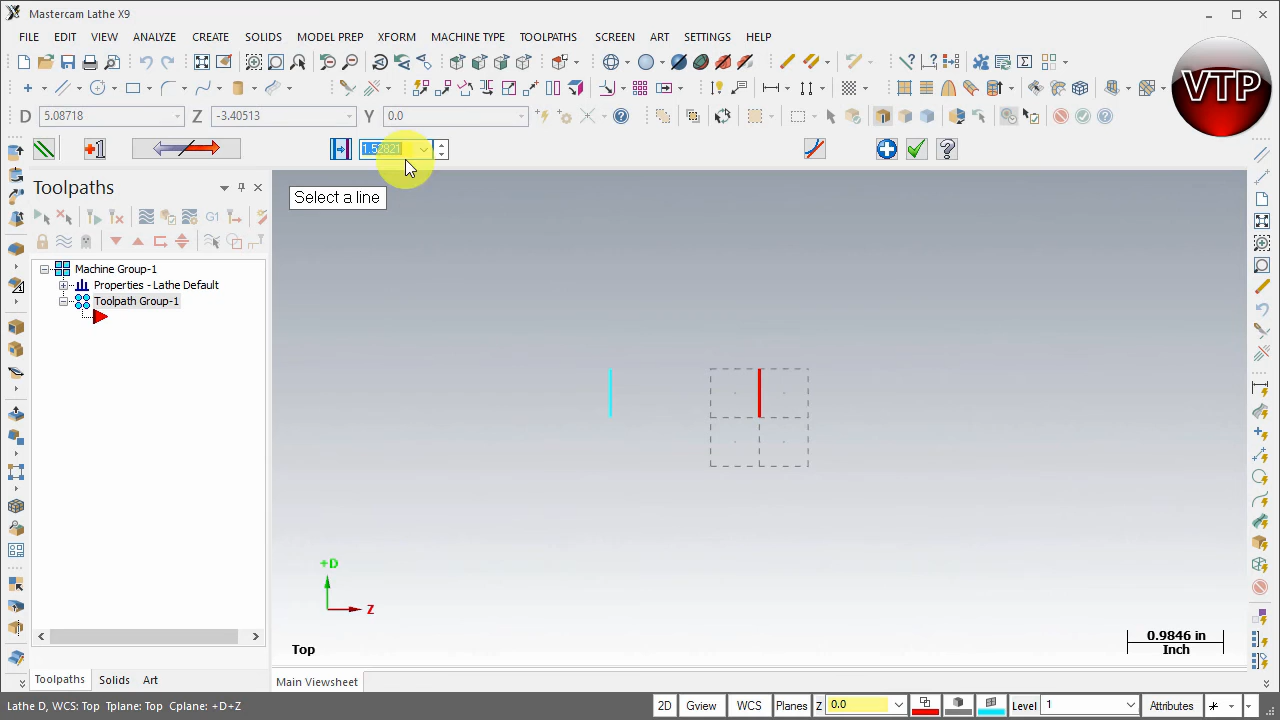 Mastercam Lathe X9
FILE EDIT VIEW ANALYZE CREATE SOLIDS MODEL PREP XFORM MACHINE TYPE TOOLPATHS SCREEN ART SETTINGS HELP
VTP
D 5.08718 Z -3.40513 Y 0.0
+1 1.52821
Toolpaths
Select a line
G1
Machine Group-1
Properties - Lathe Default
Toolpath Group-1
+D
Z
Top
0.9846 in
Inch
Toolpaths Solids Art
Main Viewsheet
2D Gview WCS Planes Z 0.0 Level 1 Attributes
Lathe D, WCS: Top Tplane: Top Cplane: +D+Z